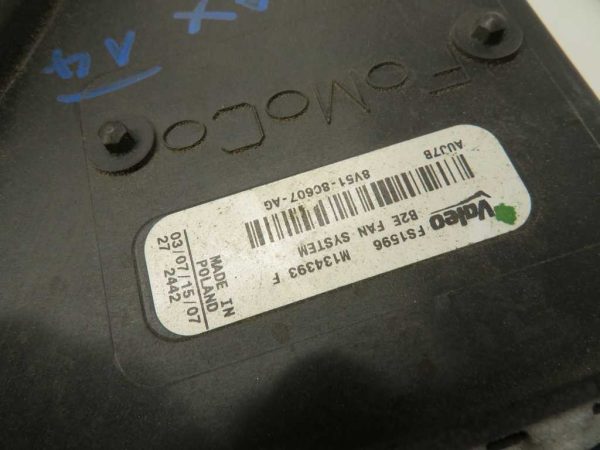 FoMoCo
Valeo
FS1596
B2E FAN SYSTEM
M134393 F
AUJ7B
8V51-8C607-AG
MADE IN
POLAND
03/07/15/07
27 2442